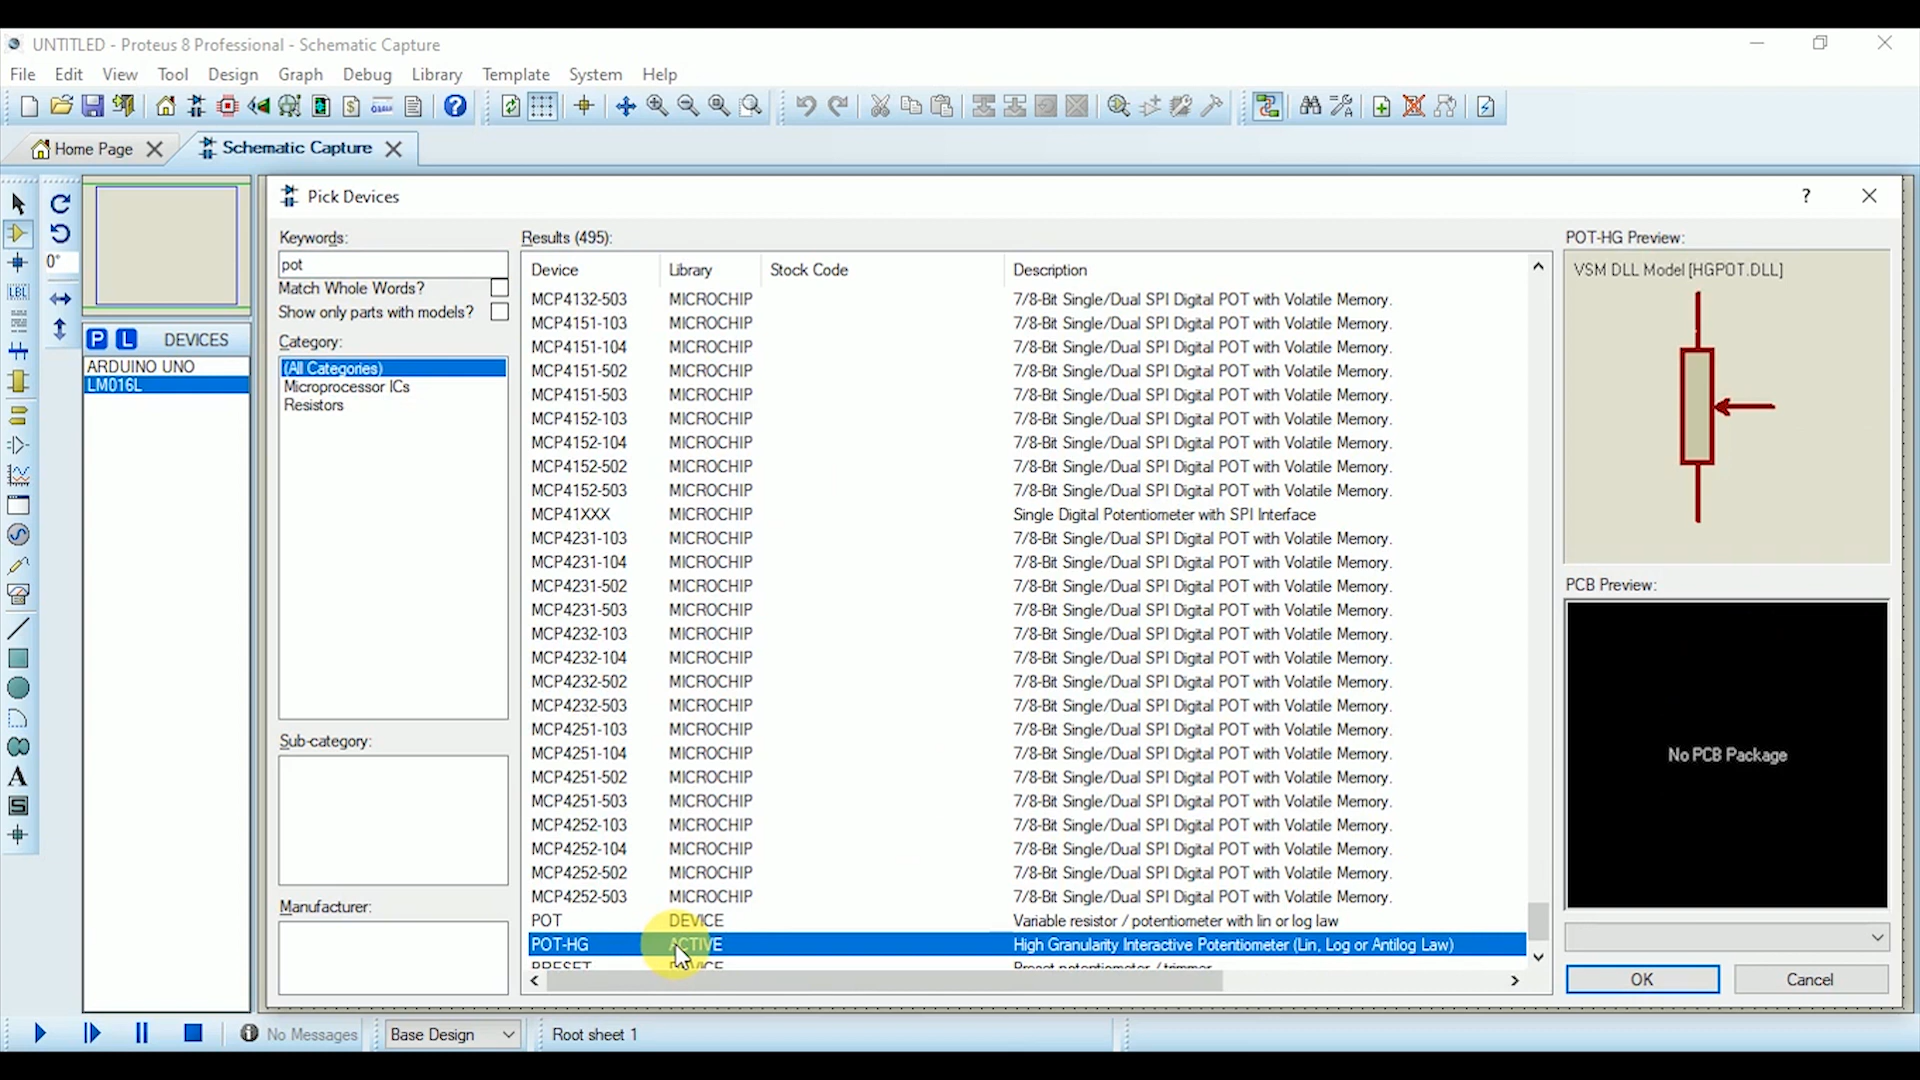 UNTITLED - Proteus 8 Professional - Schematic Capture
File Edit View Tool Design Graph Debug Library Template System Help
Home Page Schematic Capture
Pick Devices ?
Keywords: Results (495): POT-HG Preview:
pot Device Library Stock Code Description VSM DLL Model [HGPOT.DLL]
0°
Match Whole Words?
Show only parts with models?
Category:
P L DEVICES
ARDUINO UNO
LM016L
(All Categories)
Microprocessor ICs
Resistors
Sub-category:
Manufacturer:
LBL
A
S
MCP4132-503 MICROCHIP 7/8-Bit Single/Dual SPI Digital POT with Volatile Memory.
MCP4151-103 MICROCHIP 7/8-Bit Single/Dual SPI Digital POT with Volatile Memory.
MCP4151-104 MICROCHIP 7/8-Bit Single/Dual SPI Digital POT with Volatile Memory.
MCP4151-502 MICROCHIP 7/8-Bit Single/Dual SPI Digital POT with Volatile Memory.
MCP4151-503 MICROCHIP 7/8-Bit Single/Dual SPI Digital POT with Volatile Memory.
MCP4152-103 MICROCHIP 7/8-Bit Single/Dual SPI Digital POT with Volatile Memory.
MCP4152-104 MICROCHIP 7/8-Bit Single/Dual SPI Digital POT with Volatile Memory.
MCP4152-502 MICROCHIP 7/8-Bit Single/Dual SPI Digital POT with Volatile Memory.
MCP4152-503 MICROCHIP 7/8-Bit Single/Dual SPI Digital POT with Volatile Memory.
MCP41XXX MICROCHIP Single Digital Potentiometer with SPI Interface
MCP4231-103 MICROCHIP 7/8-Bit Single/Dual SPI Digital POT with Volatile Memory.
MCP4231-104 MICROCHIP 7/8-Bit Single/Dual SPI Digital POT with Volatile Memory.
MCP4231-502 MICROCHIP 7/8-Bit Single/Dual SPI Digital POT with Volatile Memory.
MCP4231-503 MICROCHIP 7/8-Bit Single/Dual SPI Digital POT with Volatile Memory.
MCP4232-103 MICROCHIP 7/8-Bit Single/Dual SPI Digital POT with Volatile Memory.
MCP4232-104 MICROCHIP 7/8-Bit Single/Dual SPI Digital POT with Volatile Memory.
MCP4232-502 MICROCHIP 7/8-Bit Single/Dual SPI Digital POT with Volatile Memory.
MCP4232-503 MICROCHIP 7/8-Bit Single/Dual SPI Digital POT with Volatile Memory.
MCP4251-103 MICROCHIP 7/8-Bit Single/Dual SPI Digital POT with Volatile Memory.
MCP4251-104 MICROCHIP 7/8-Bit Single/Dual SPI Digital POT with Volatile Memory.
MCP4251-502 MICROCHIP 7/8-Bit Single/Dual SPI Digital POT with Volatile Memory.
MCP4251-503 MICROCHIP 7/8-Bit Single/Dual SPI Digital POT with Volatile Memory.
MCP4252-103 MICROCHIP 7/8-Bit Single/Dual SPI Digital POT with Volatile Memory.
MCP4252-104 MICROCHIP 7/8-Bit Single/Dual SPI Digital POT with Volatile Memory.
MCP4252-502 MICROCHIP 7/8-Bit Single/Dual SPI Digital POT with Volatile Memory.
MCP4252-503 MICROCHIP 7/8-Bit Single/Dual SPI Digital POT with Volatile Memory.
POT DEVICE Variable resistor / potentiometer with lin or log law
POT-HG ACTIVE High Granularity Interactive Potentiometer (Lin, Log or Antilog Law)
PRESET DEVICE Preset potentiometer / trimmer
PCB Preview:
No PCB Package
OK Cancel
No Messages Base Design Root sheet 1